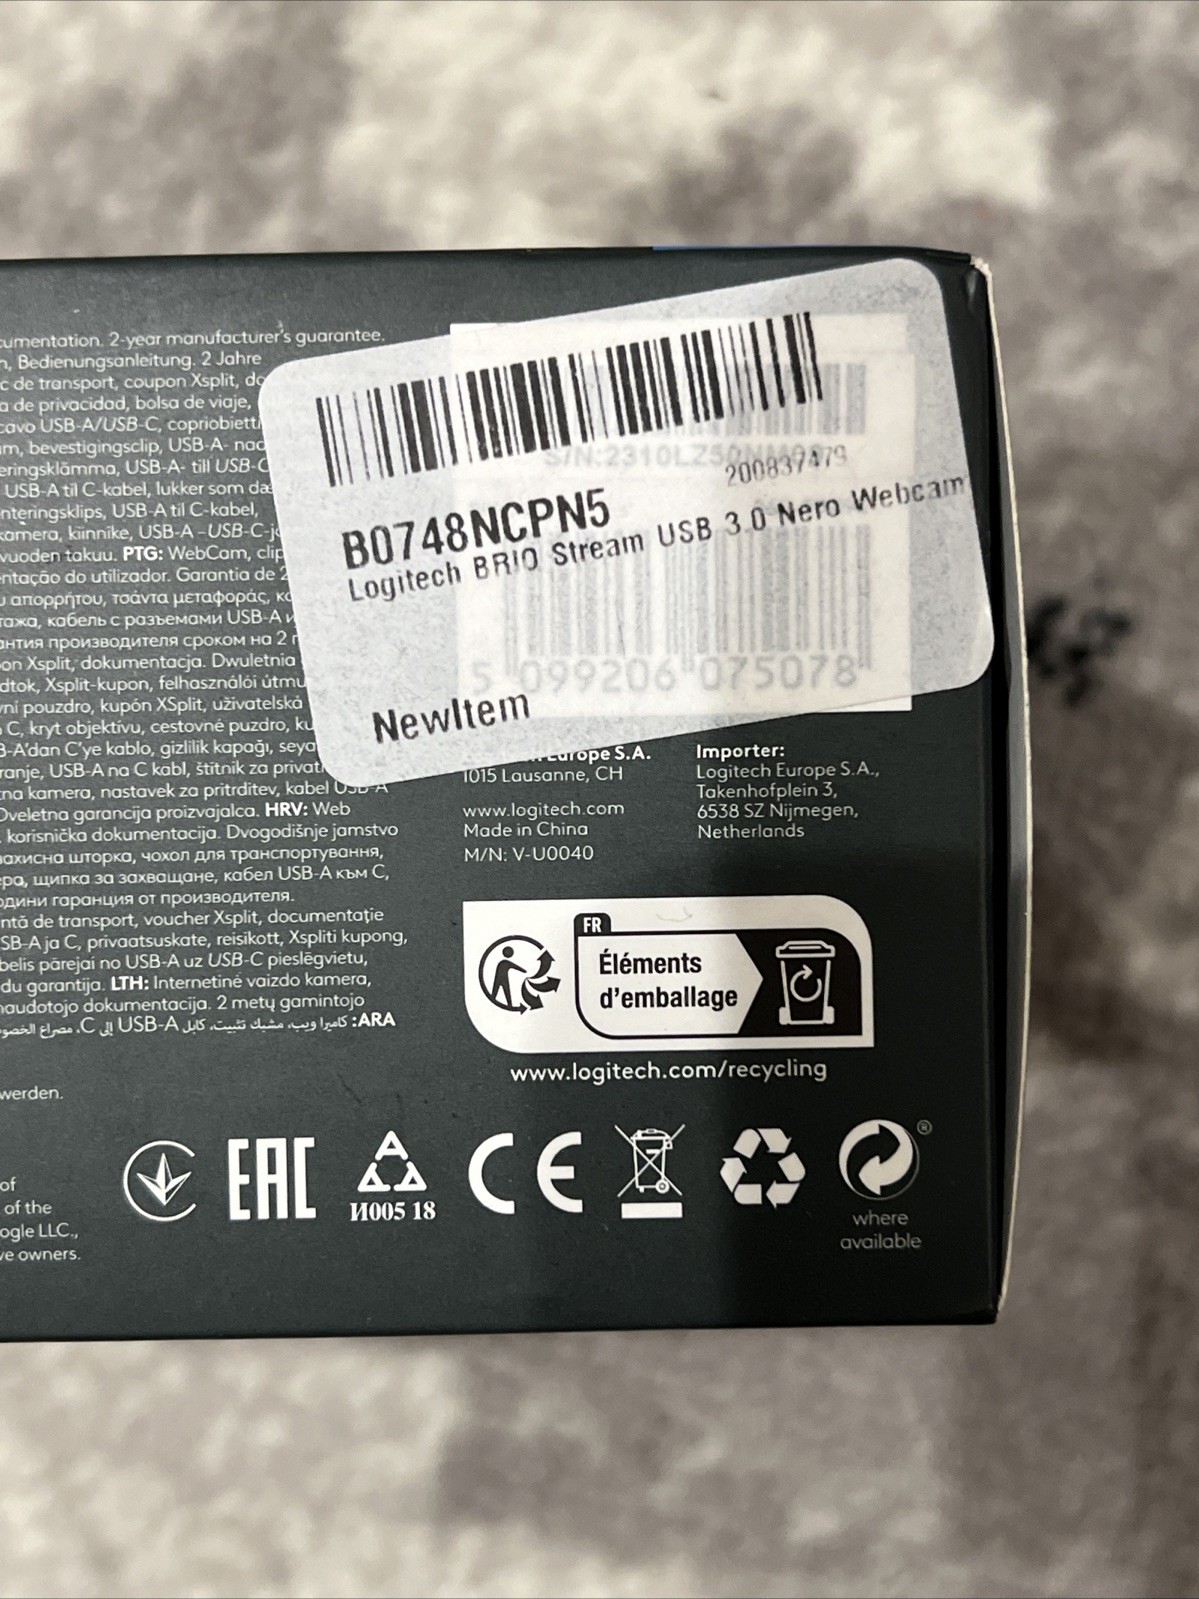 cumentation. 2-year manufacturer's guarantee.
n, Bedienungsanleitung. 2 Jahre
c de transport, coupon Xsplit, do
a de privacidad, bolsa de viaje,
cavo USB-A/USB-C, copriobietti
m, bevestigingsclip, USB-A- naa
eringsklämma, USB-A- till USB-C
USB-A til C-kabel, lukker som dæ
nteringsklips, USB-A til C-kabel,
kamera, kiinnike, USB-A–USB-C-jo
vuoden takuu. PTG: WebCam, clip
entação do utilizador. Garantia de 2
υ απορρήτου, τσάντα μεταφοράς, κα
тажа, кабель с разъемами USB-A и
антия производителя сроком на 2 г
on Xsplit, dokumentacja. Dwuletnia
dtok, Xsplit-kupon, felhasználói útmu
vní pouzdro, kupón XSplit, uživatelská
C, kryt objektívu, cestovné puzdro, ku
B-A'dan C'ye kablo, gizlilik kapağı, seya
ranje, USB-A na C kabl, štitnik za privat
na kamera, nastavek za pritrditev, kabel USB-A
Dveletna garancija proizvajalca. HRV: Web
korisnička dokumentacija. Dvogodišnje jamstvo
захисна шторка, чохол для транспортування,
ера, щипка за захващане, кабел USB-A към C,
одини гаранция от производителя.
ntă de transport, voucher Xsplit, documentaţie
SB-A ja C, privaatsuskate, reisikott, Xspliti kupong,
belis pārejai no USB-A uz USB-C pieslēgvietu,
du garantija. LTH: Internetinė vaizdo kamera,
naudotojo dokumentacija. 2 metų gamintojo
ARA: كاميرا ويب، مشبك تثبيت، كابل USB-A إلى C، مصراع الخصو
werden.
of
of the
ogle LLC.,
ve owners.
S/N:2310LZ50
200837479
B0748NCPN5
Logitech BRIO Stream USB 3.0 Nero Webcam
5 099206 075078
NewItem
Europe S.A.
1015 Lausanne, CH
www.logitech.com
Made in China
M/N: V-U0040
Importer:
Logitech Europe S.A.,
Takenhofplein 3,
6538 SZ Nijmegen,
Netherlands
FR
Éléments
d'emballage
www.logitech.com/recycling
EAC
И005 18
CE
®
where
available